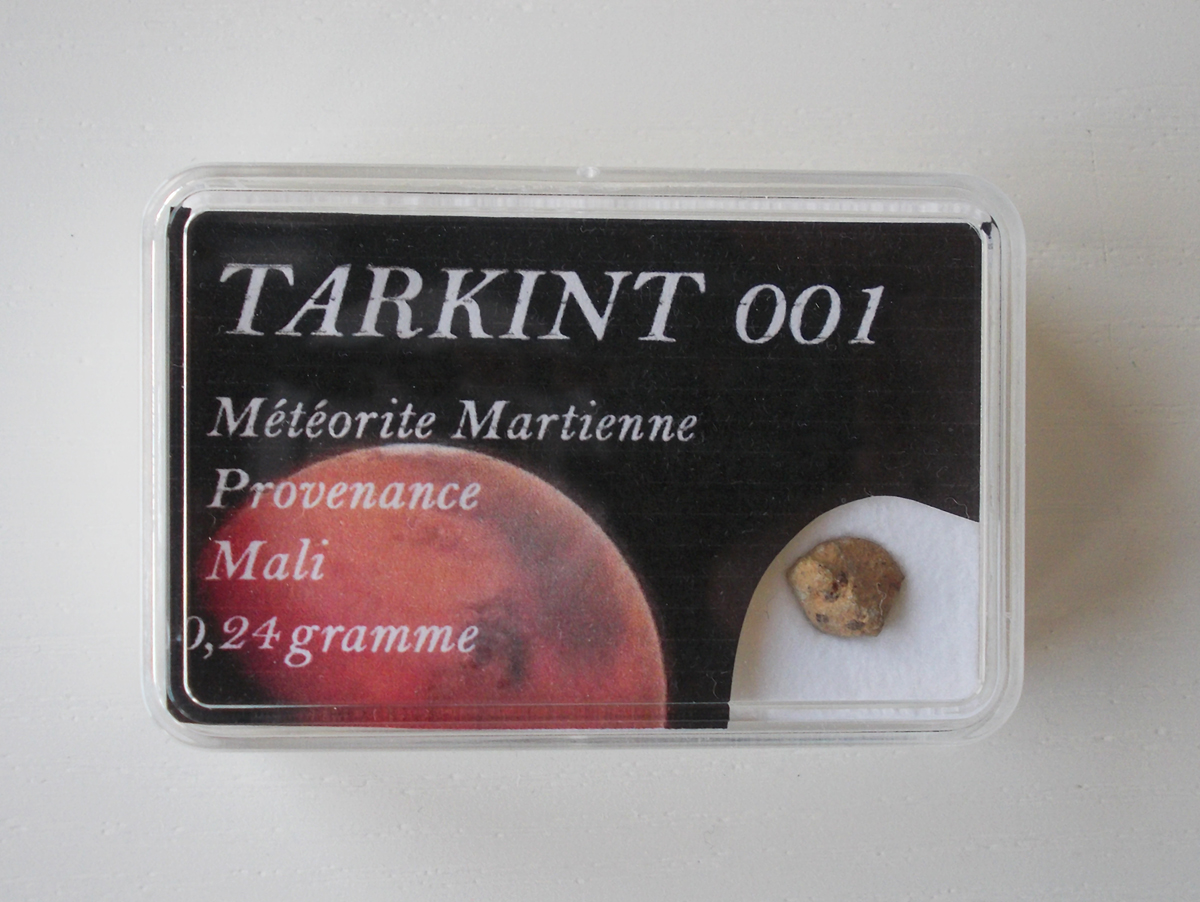 TARKINT 001
Météorite Martienne
Provenance
Mali
0,24 gramme